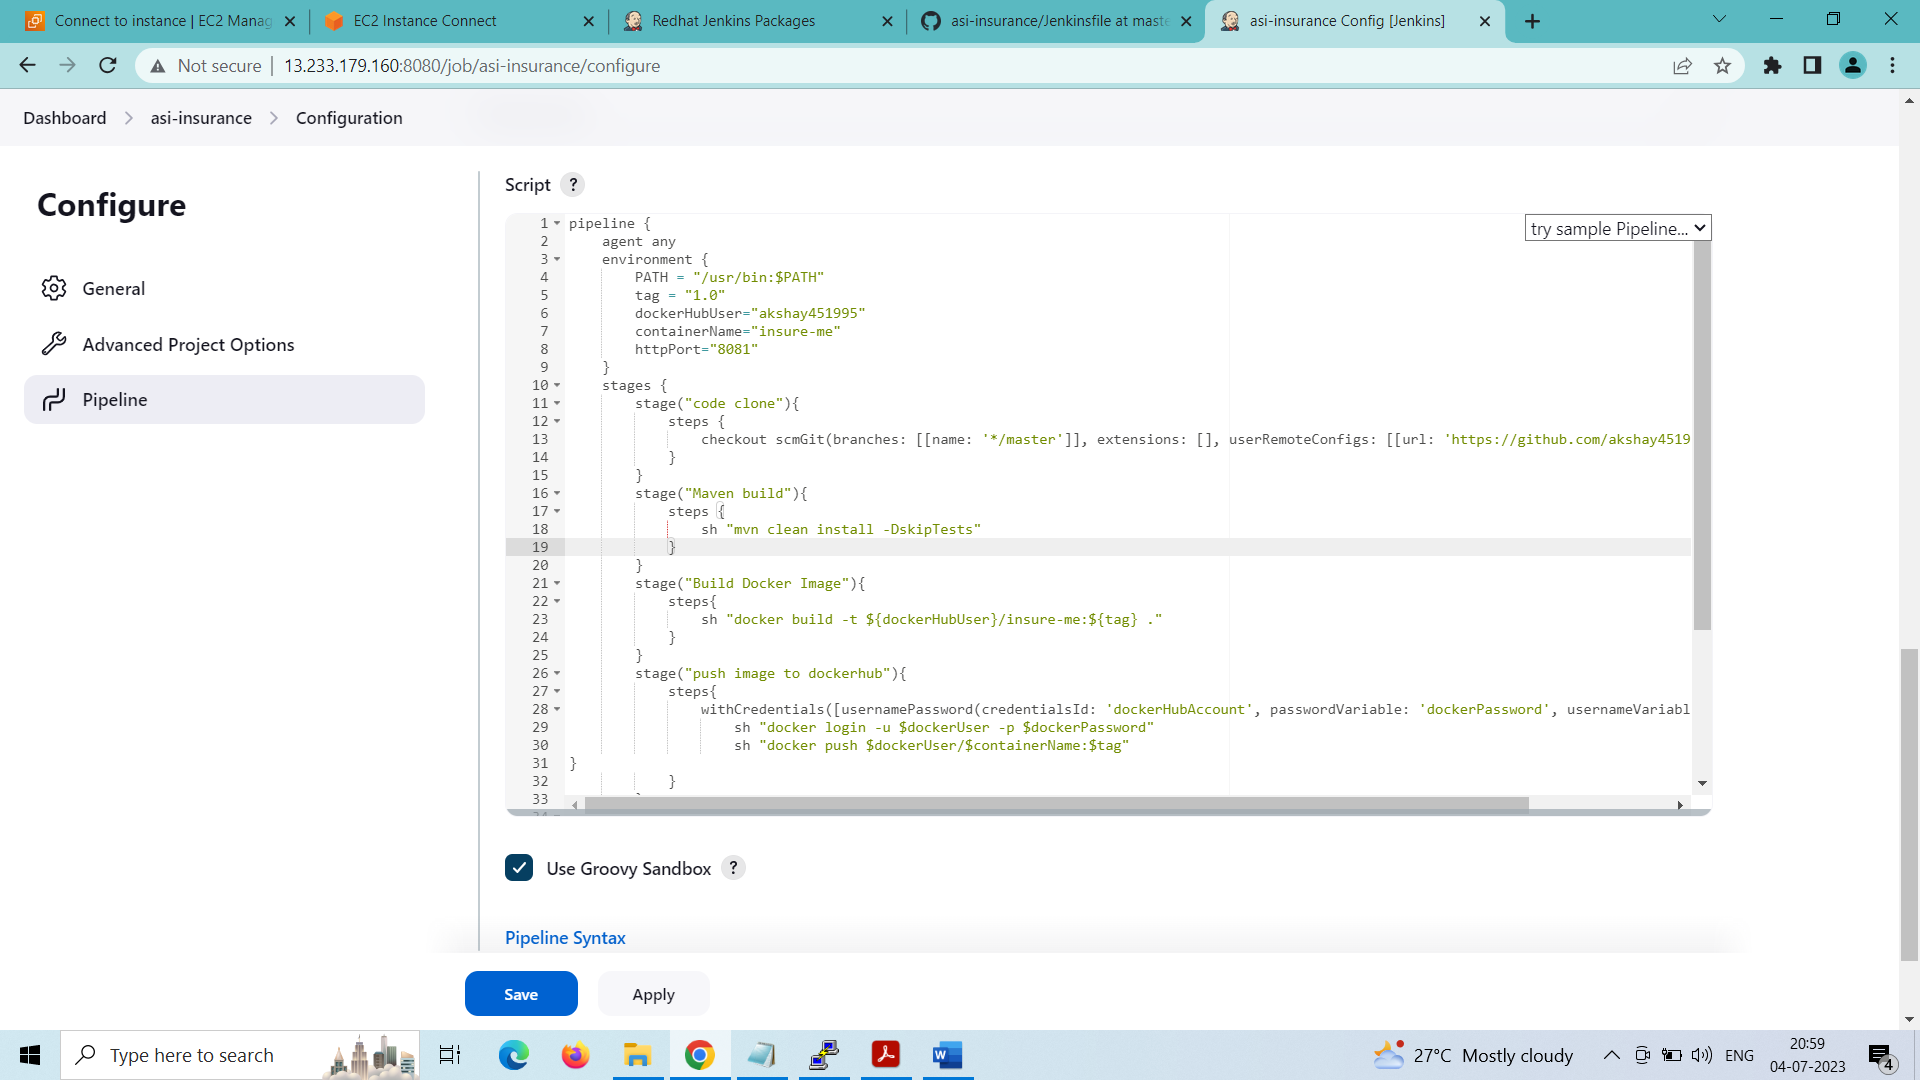 Connect to instance | EC2 Manag
EC2 Instance Connect
Redhat Jenkins Packages
asi-insurance/Jenkinsfile at maste
asi-insurance Config [Jenkins]
Not secure
13.233.179.160:8080/job/asi-insurance/configure
Dashboard
asi-insurance
Configuration
Configure
General
Advanced Project Options
Pipeline
Script ?
try sample Pipeline...
1 pipeline {
2 agent any
3 environment {
4 PATH = "/usr/bin:$PATH"
5 tag = "1.0"
6 dockerHubUser="akshay451995"
7 containerName="insure-me"
8 httpPort="8081"
9 }
10 stages {
11 stage("code clone"){
12 steps {
13 checkout scmGit(branches: [[name: '*/master']], extensions: [], userRemoteConfigs: [[url: 'https://github.com/akshay4519
14 }
15 }
16 stage("Maven build"){
17 steps {
18 sh "mvn clean install -DskipTests"
19 }
20 }
21 stage("Build Docker Image"){
22 steps{
23 sh "docker build -t ${dockerHubUser}/insure-me:${tag} ."
24 }
25 }
26 stage("push image to dockerhub"){
27 steps{
28 withCredentials([usernamePassword(credentialsId: 'dockerHubAccount', passwordVariable: 'dockerPassword', usernameVariabl
29 sh "docker login -u $dockerUser -p $dockerPassword"
30 sh "docker push $dockerUser/$containerName:$tag"
31 }
32 }
33
Use Groovy Sandbox ?
Pipeline Syntax
Save
Apply
Type here to search
27°C Mostly cloudy
ENG
20:59
04-07-2023
4